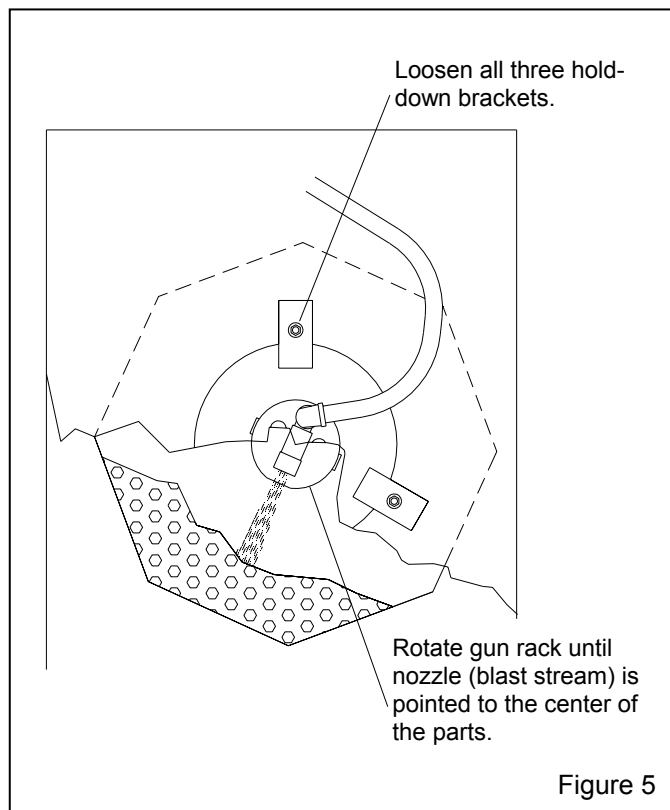 Loosen all three hold-
down brackets.
Rotate gun rack until
nozzle (blast stream) is
pointed to the center of
the parts.
Figure 5